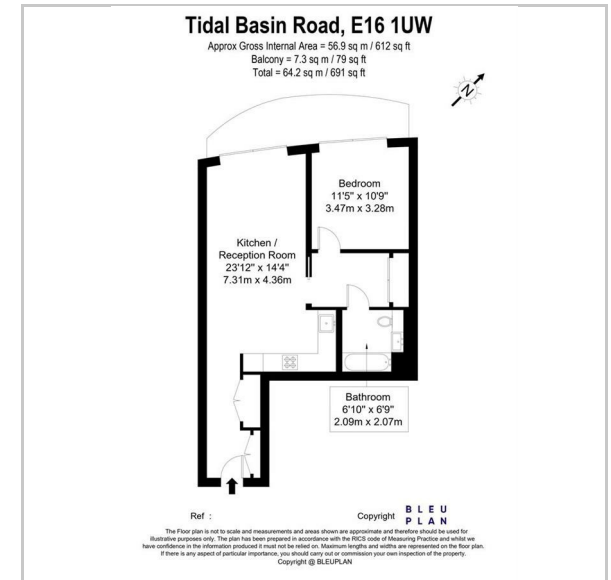 Tidal Basin Road, E16 1UW
Approx Gross Internal Area = 56.9 sq m / 612 sq ft
Balcony = 7.3 sq m / 79 sq ft
Total = 64.2 sq m / 691 sq ft
N
Bedroom
11'5" x 10'9"
3.47m x 3.28m
Kitchen /
Reception Room
23'12" x 14'4"
7.31m x 4.36m
Bathroom
6'10" x 6'9"
2.09m x 2.07m
Ref :
Copyright
BLEU
PLAN
The Floor plan is not to scale and measurements and areas shown are approximate and therefore should be used for
illustrative purposes only. The plan has been prepared in accordance with the RICS code of Measuring Practice and whilst we
have confidence in the information produced it must not be relied on. Maximum lengths and widths are represented on the floor plan.
If there is any aspect of particular importance, you should carry out or commission your own inspection of the property.
Copyright @ BLEUPLAN